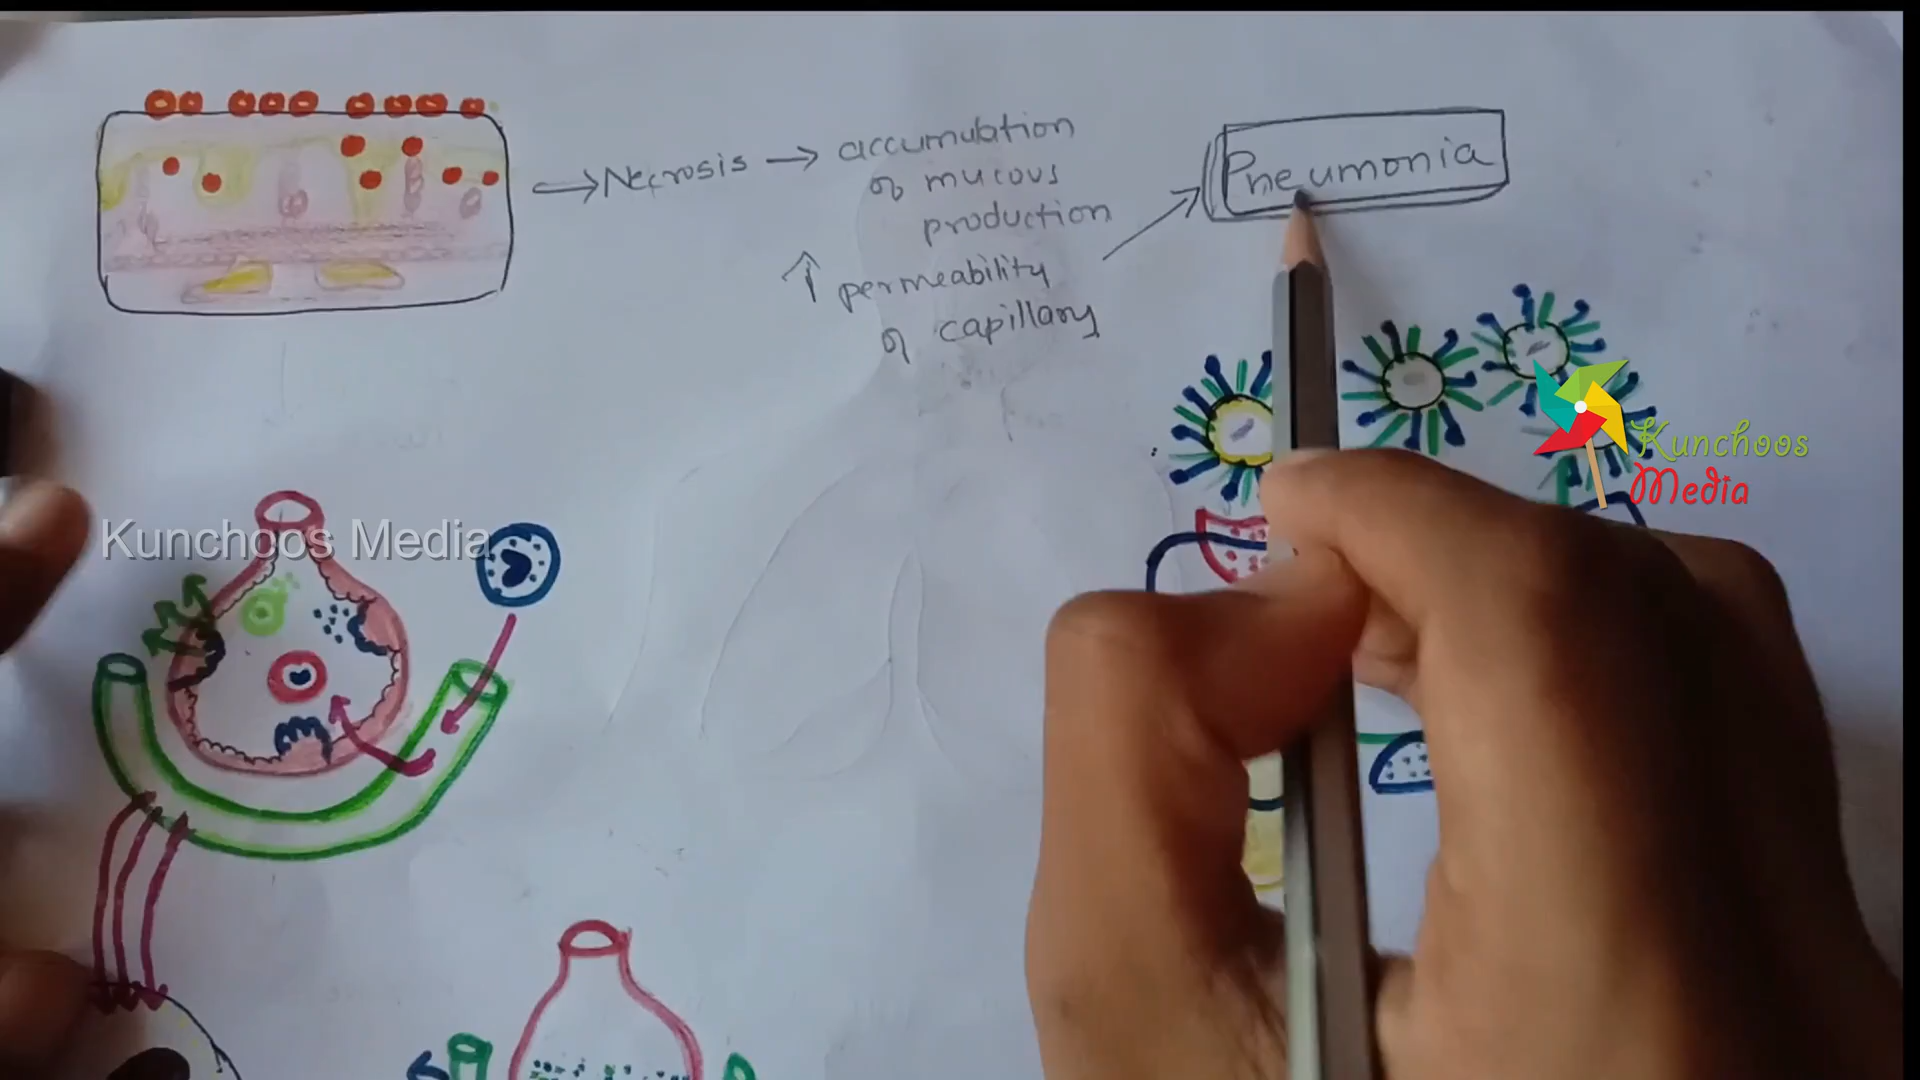 Necrosis → accumulation
of mucous
production
↑ permeability
of capillary
Pneumonia
Kunchoos
Media
Kunchoos Media